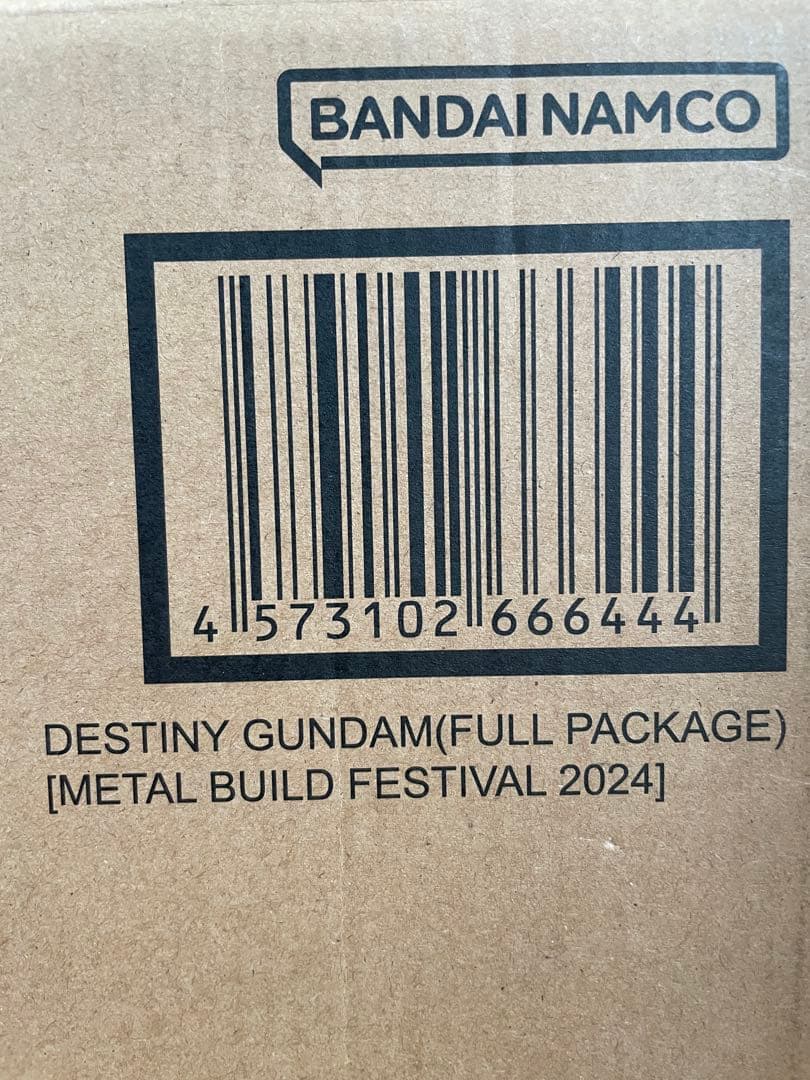 BANDAI NAMCO
4 573102 666444
DESTINY GUNDAM(FULL PACKAGE)
[METAL BUILD FESTIVAL 2024]